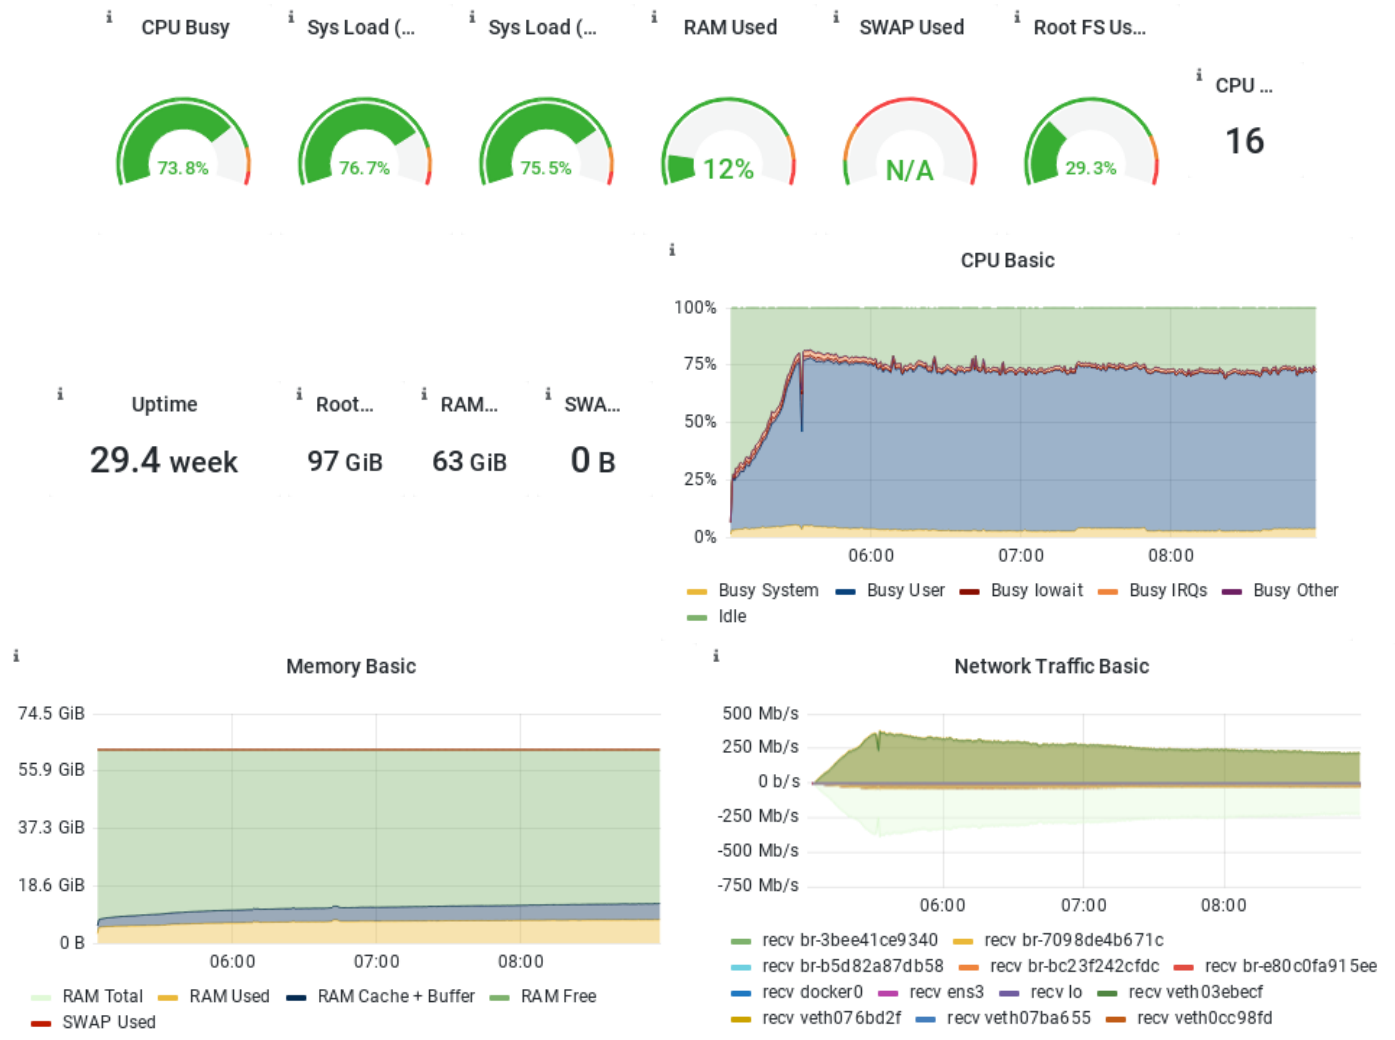 i CPU Busy
i Sys Load (...
i Sys Load (...
i RAM Used
i SWAP Used
i Root FS Us...
i CPU ...
73.8%
76.7%
75.5%
12%
N/A
29.3%
16
i CPU Basic
100%
75%
50%
25%
0%
06:00 07:00 08:00
Busy System Busy User Busy Iowait Busy IRQs Busy Other
Idle
i Uptime
29.4 week
i Root...
97 GiB
i RAM...
63 GiB
i SWA...
0 B
i Memory Basic
74.5 GiB
55.9 GiB
37.3 GiB
18.6 GiB
0 B
06:00 07:00 08:00
RAM Total RAM Used RAM Cache + Buffer RAM Free
SWAP Used
i Network Traffic Basic
500 Mb/s
250 Mb/s
0 b/s
-250 Mb/s
-500 Mb/s
-750 Mb/s
06:00 07:00 08:00
recv br-3bee41ce9340 recv br-7098de4b671c
recv br-b5d82a87db58 recv br-bc23f242cfdc recv br-e80c0fa915ee
recv docker0 recv ens3 recv lo recv veth03ebecf
recv veth076bd2f recv veth07ba655 recv veth0cc98fd